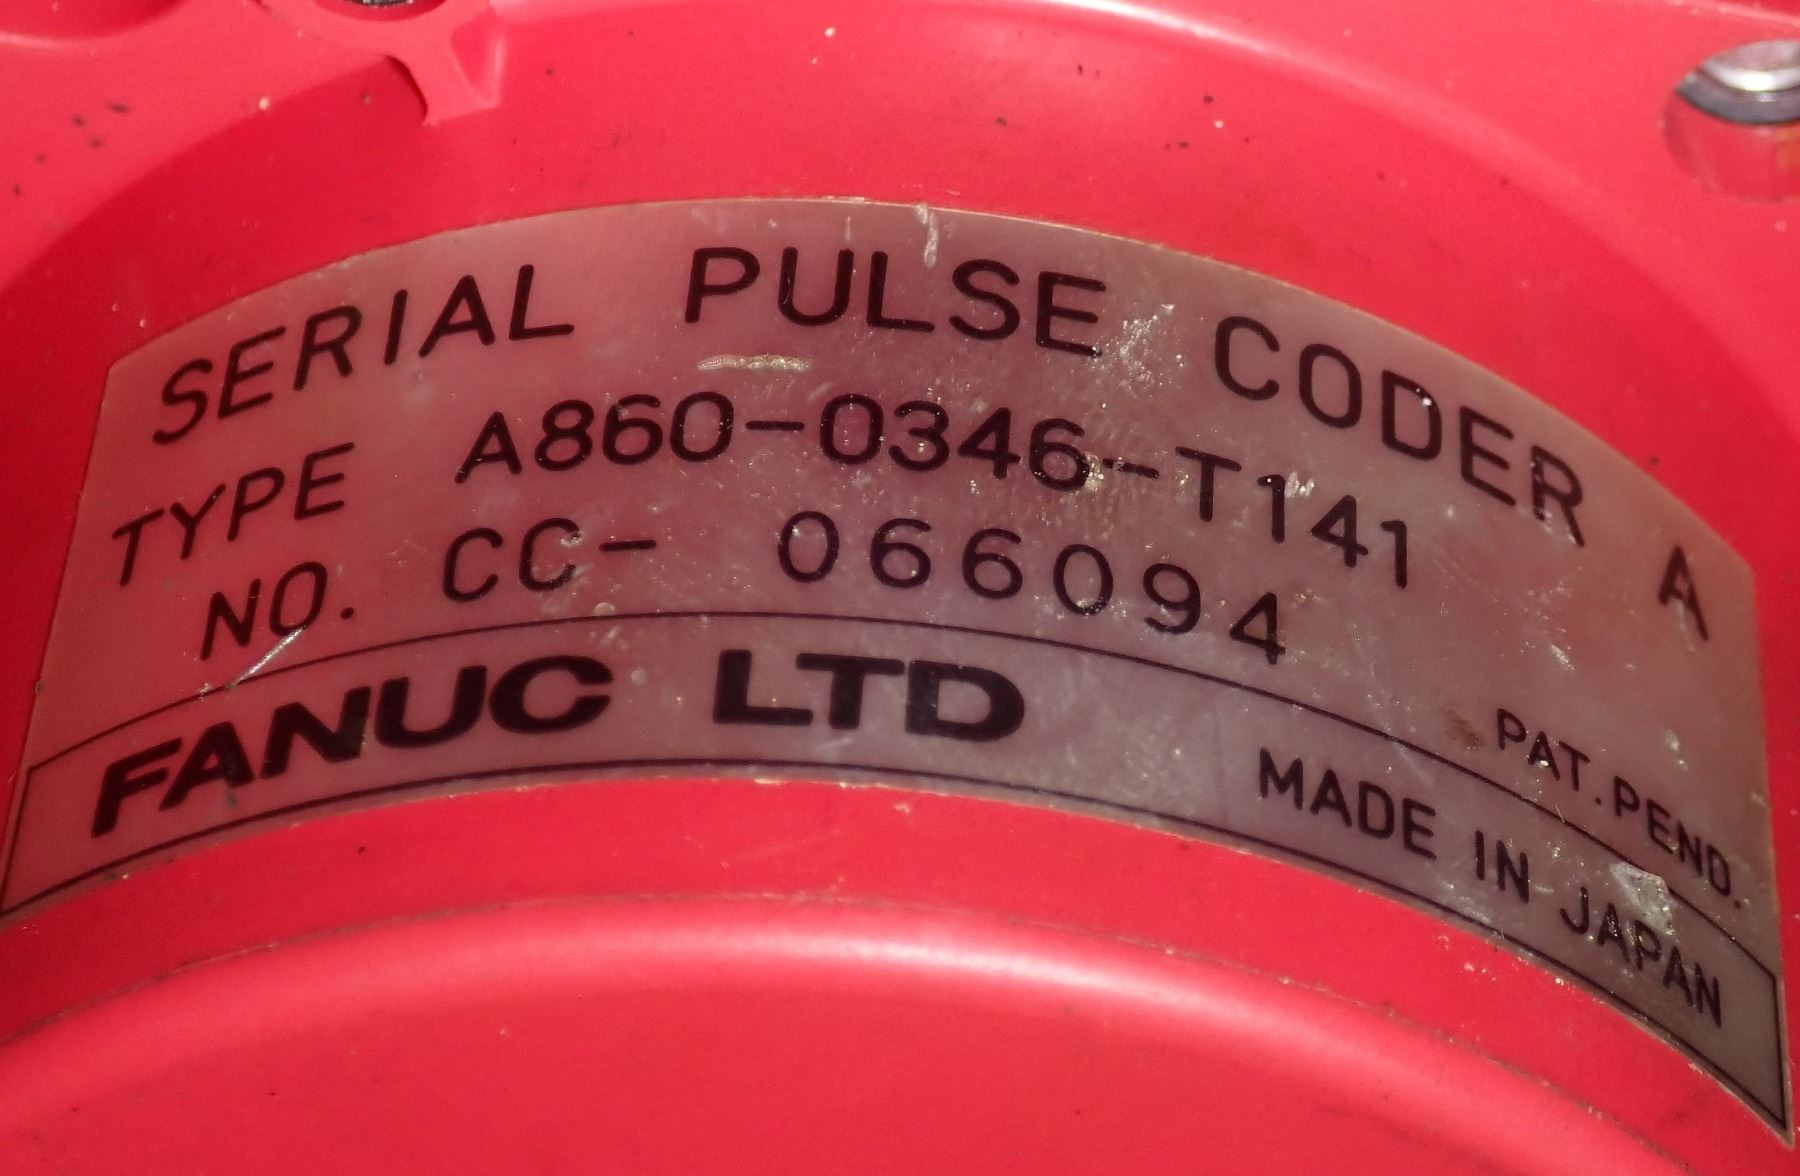 SERIAL PULSE CODER A
TYPE A860-0346-T141
NO. CC- 066094
PAT.PEND.
FANUC LTD MADE IN JAPAN